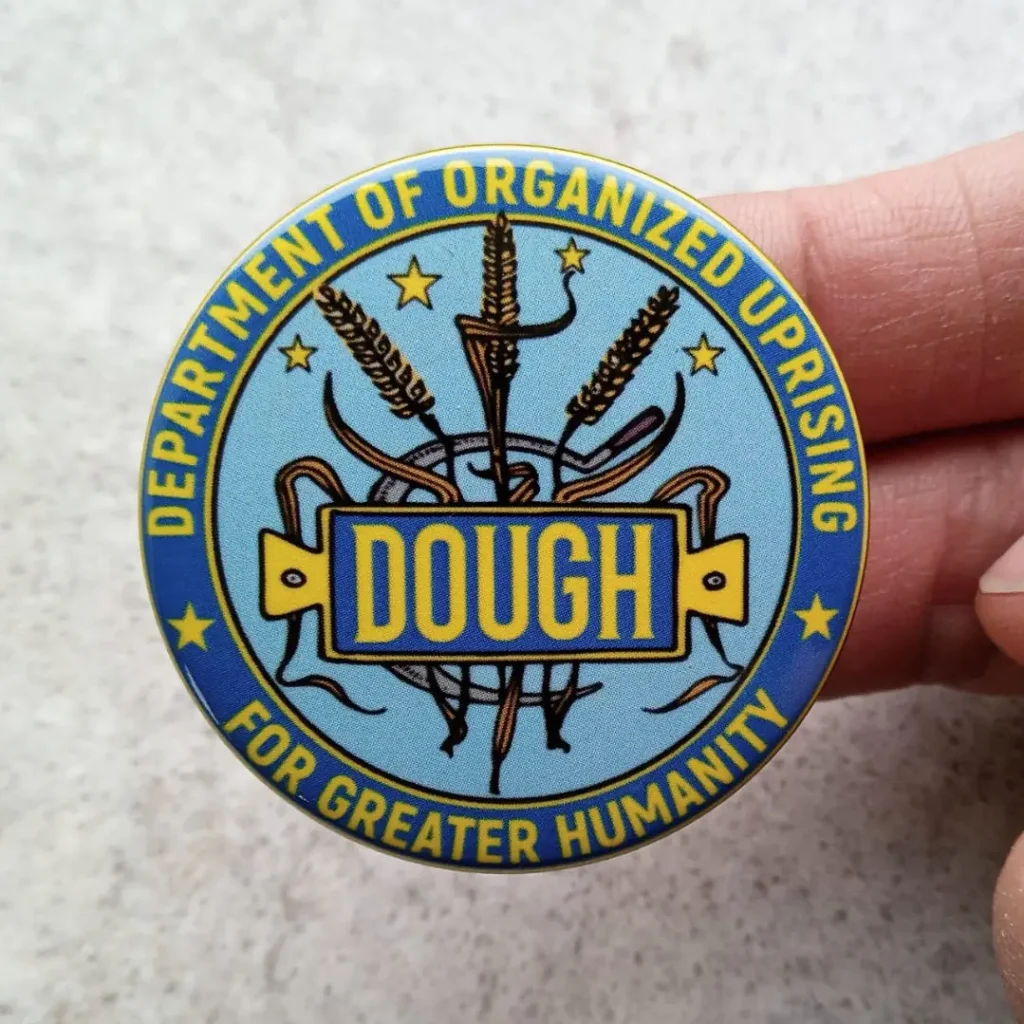 DEPARTMENT OF ORGANIZED UPRISING
DOUGH
FOR GREATER HUMANITY